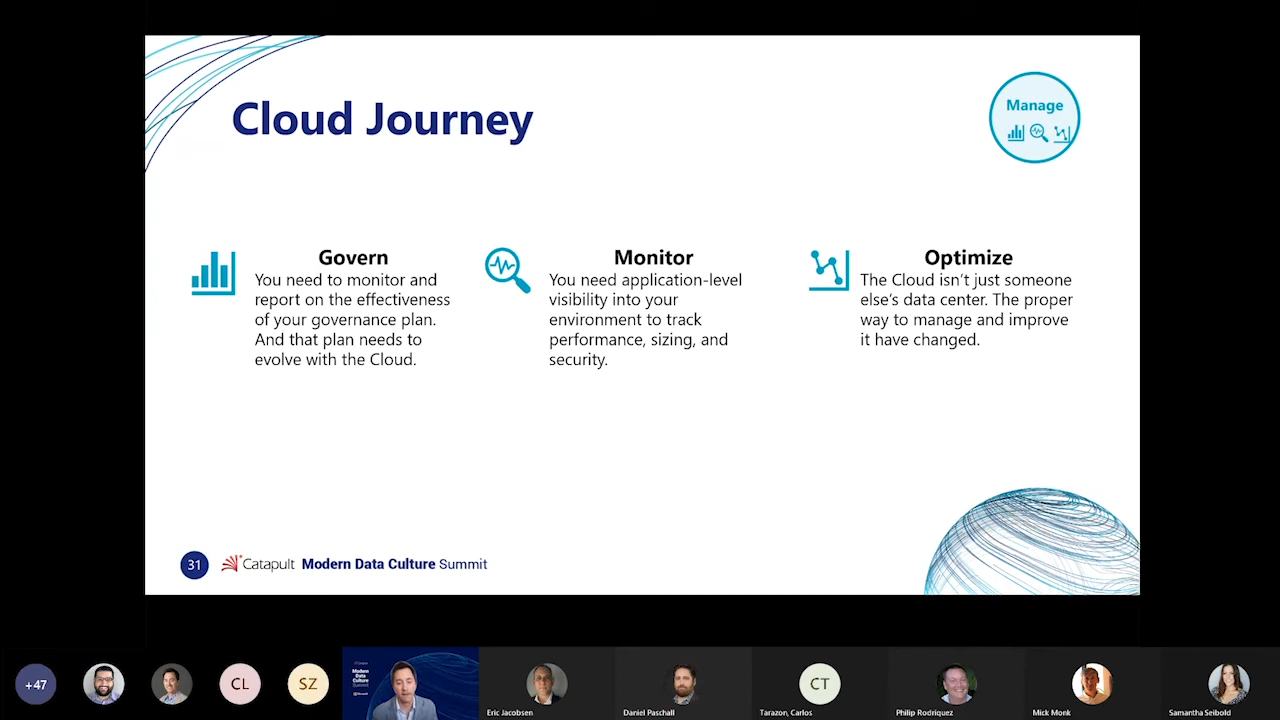 Cloud Journey
Manage
Govern
You need to monitor and
report on the effectiveness
of your governance plan.
And that plan needs to
evolve with the Cloud.
Monitor
You need application-level
visibility into your
environment to track
performance, sizing, and
security.
Optimize
The Cloud isn't just someone
else's data center. The proper
way to manage and improve
it have changed.
31
Catapult Modern Data Culture Summit
+47
CL
SZ
Modern
Data
Culture
Summit
Eric Jacobsen
Daniel Paschall
CT
Tarazon, Carlos
Philip Rodriquez
Mick Monk
Samantha Seibold